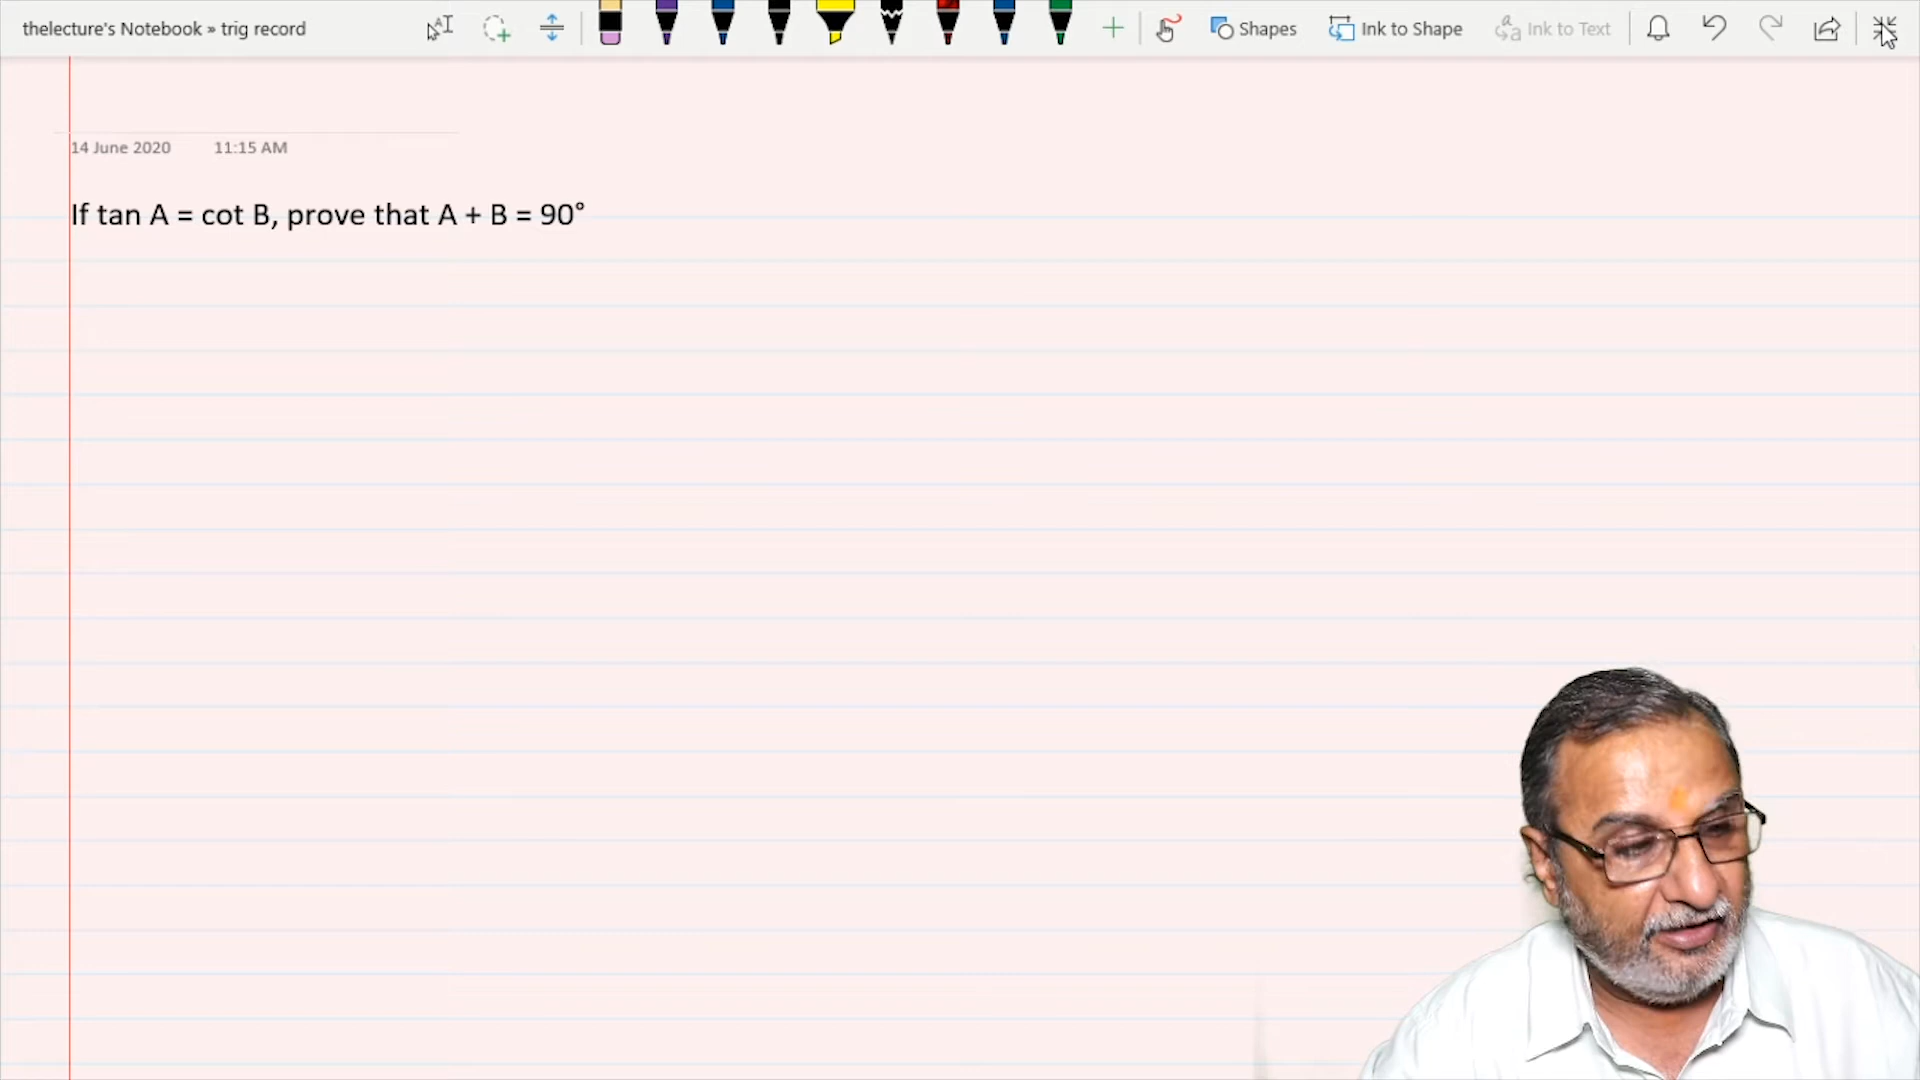 thelecture's Notebook » trig record
Shapes
Ink to Shape
Ink to Text
14 June 2020 11:15 AM
If tan A = cot B, prove that A + B = 90°